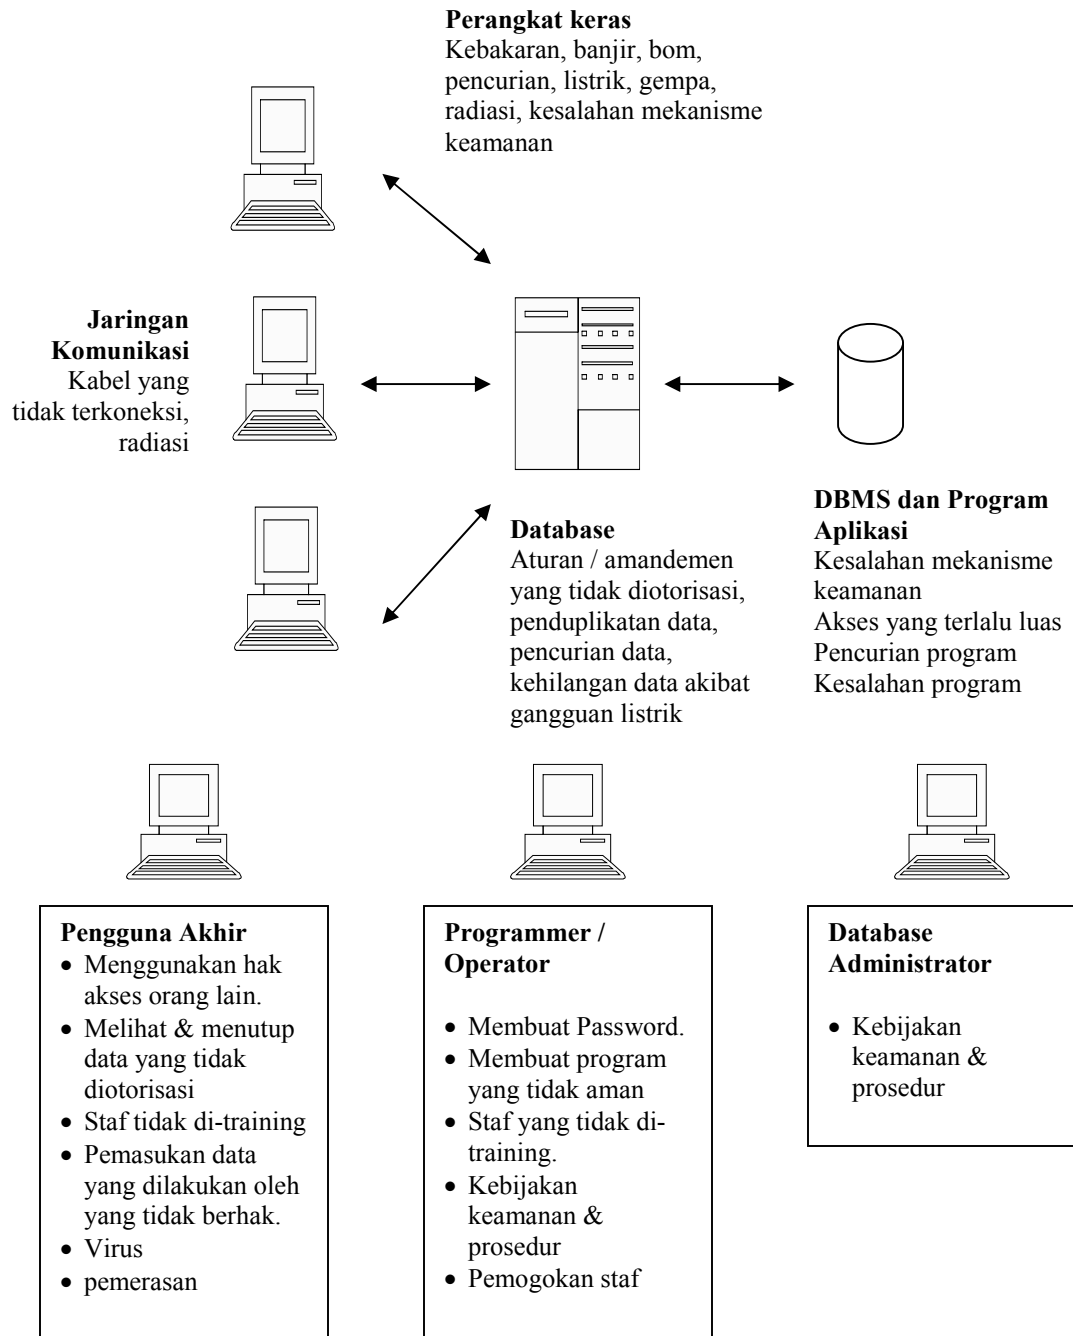 Perangkat keras
Kebakaran, banjir, bom,
pencurian, listrik, gempa,
radiasi, kesalahan mekanisme
keamanan
Jaringan
Komunikasi
Kabel yang
tidak terkoneksi,
radiasi
Database
Aturan / amandemen
yang tidak diotorisasi,
penduplikatan data,
pencurian data,
kehilangan data akibat
gangguan listrik
DBMS dan Program
Aplikasi
Kesalahan mekanisme
keamanan
Akses yang terlalu luas
Pencurian program
Kesalahan program
Pengguna Akhir
• Menggunakan hak
akses orang lain.
• Melihat & menutup
data yang tidak
diotorisasi
• Staf tidak di-training
• Pemasukan data
yang dilakukan oleh
yang tidak berhak.
• Virus
• pemerasan
Programmer /
Operator
• Membuat Password.
• Membuat program
yang tidak aman
• Staf yang tidak di-
training.
• Kebijakan
keamanan &
prosedur
• Pemogokan staf
Database
Administrator
• Kebijakan
keamanan &
prosedur